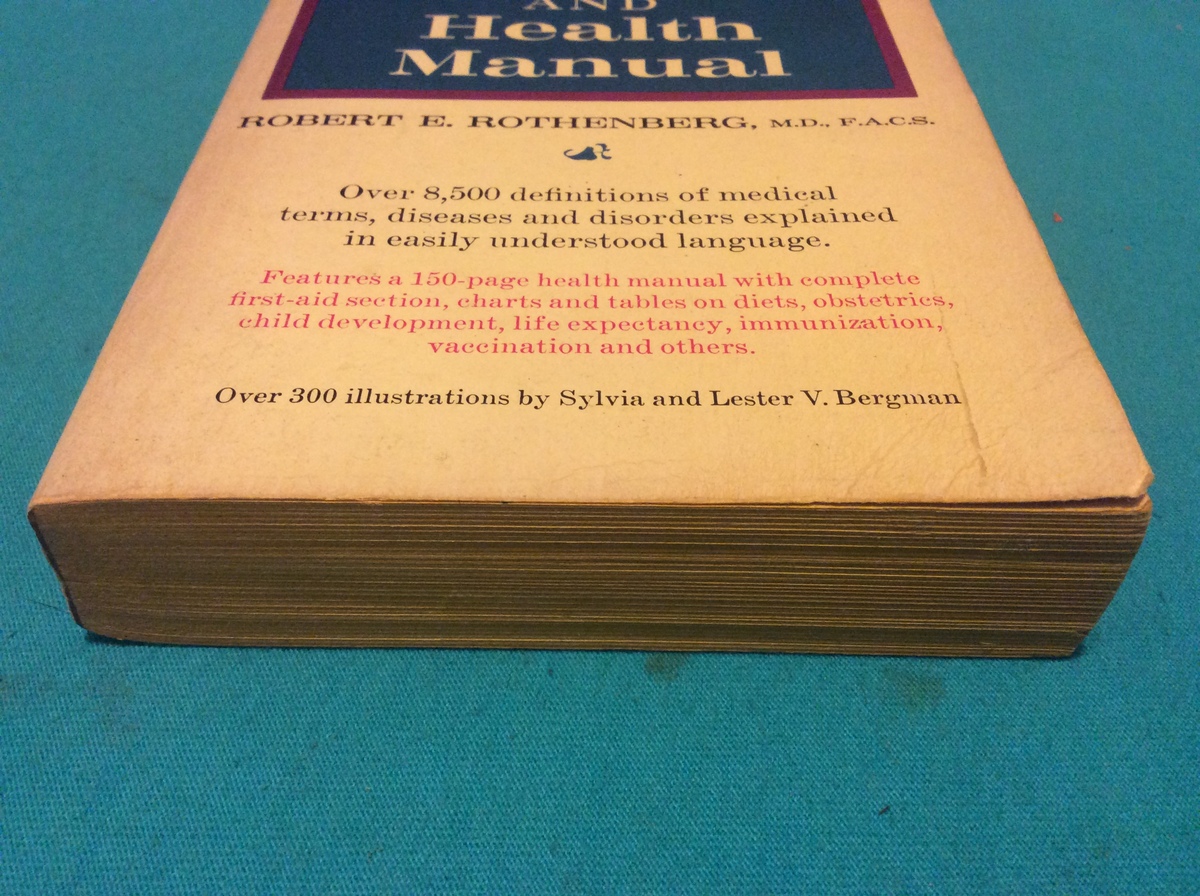 AND
Health
Manual
ROBERT E. ROTHENBERG, M.D., F.A.C.S.
Over 8,500 definitions of medical
terms, diseases and disorders explained
in easily understood language.
Features a 150-page health manual with complete
first-aid section, charts and tables on diets, obstetrics,
child development, life expectancy, immunization,
vaccination and others.
Over 300 illustrations by Sylvia and Lester V. Bergman